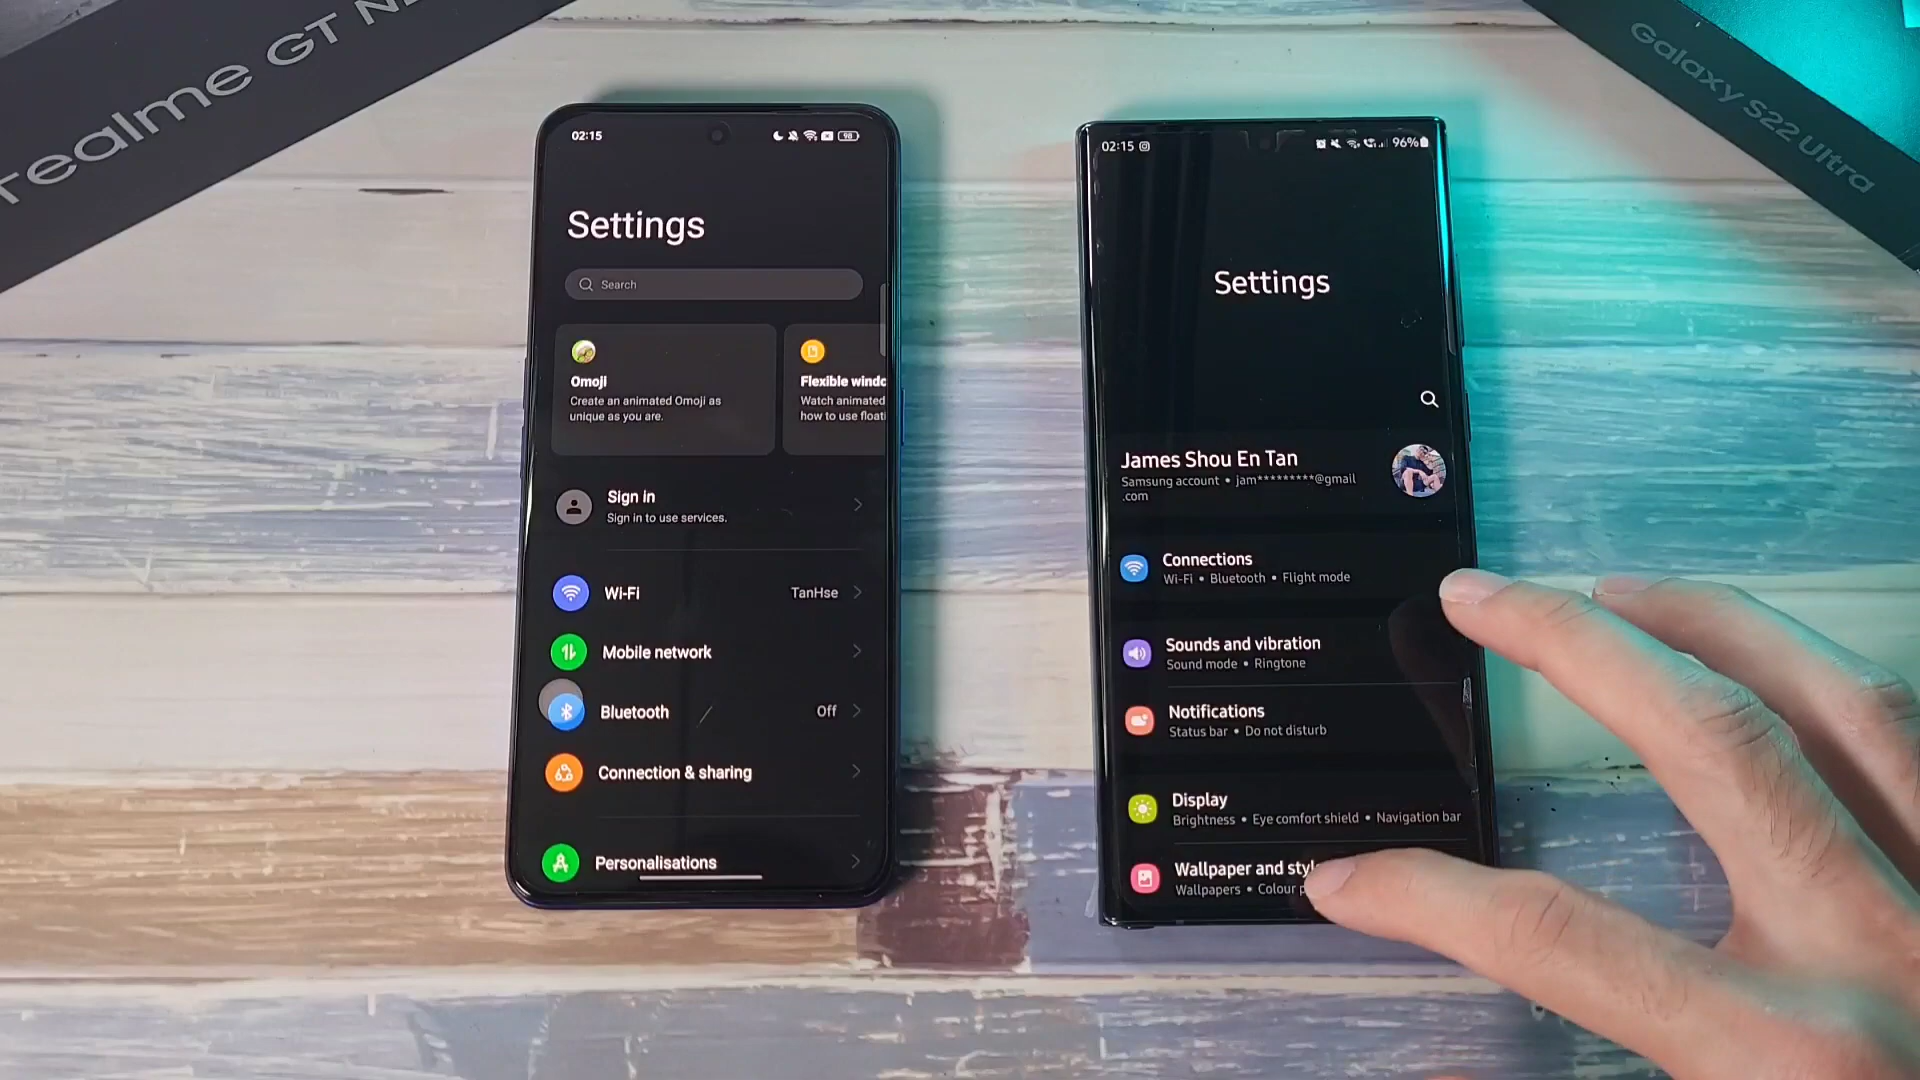 realme GT NE
Galaxy S22 Ultra
02:15
98
Settings
Search
Omoji
Create an animated Omoji as
unique as you are.
Flexible windo
Watch animated
how to use floati
Sign in
Sign in to use services.
Wi-Fi
TanHse
Mobile network
Bluetooth
Off
Connection & sharing
Personalisations
02:15
96%
Settings
James Shou En Tan
Samsung account • jam*********@gmail
.com
Connections
Wi-Fi • Bluetooth • Flight mode
Sounds and vibration
Sound mode • Ringtone
Notifications
Status bar • Do not disturb
Display
Brightness • Eye comfort shield • Navigation bar
Wallpaper and style
Wallpapers • Colour p